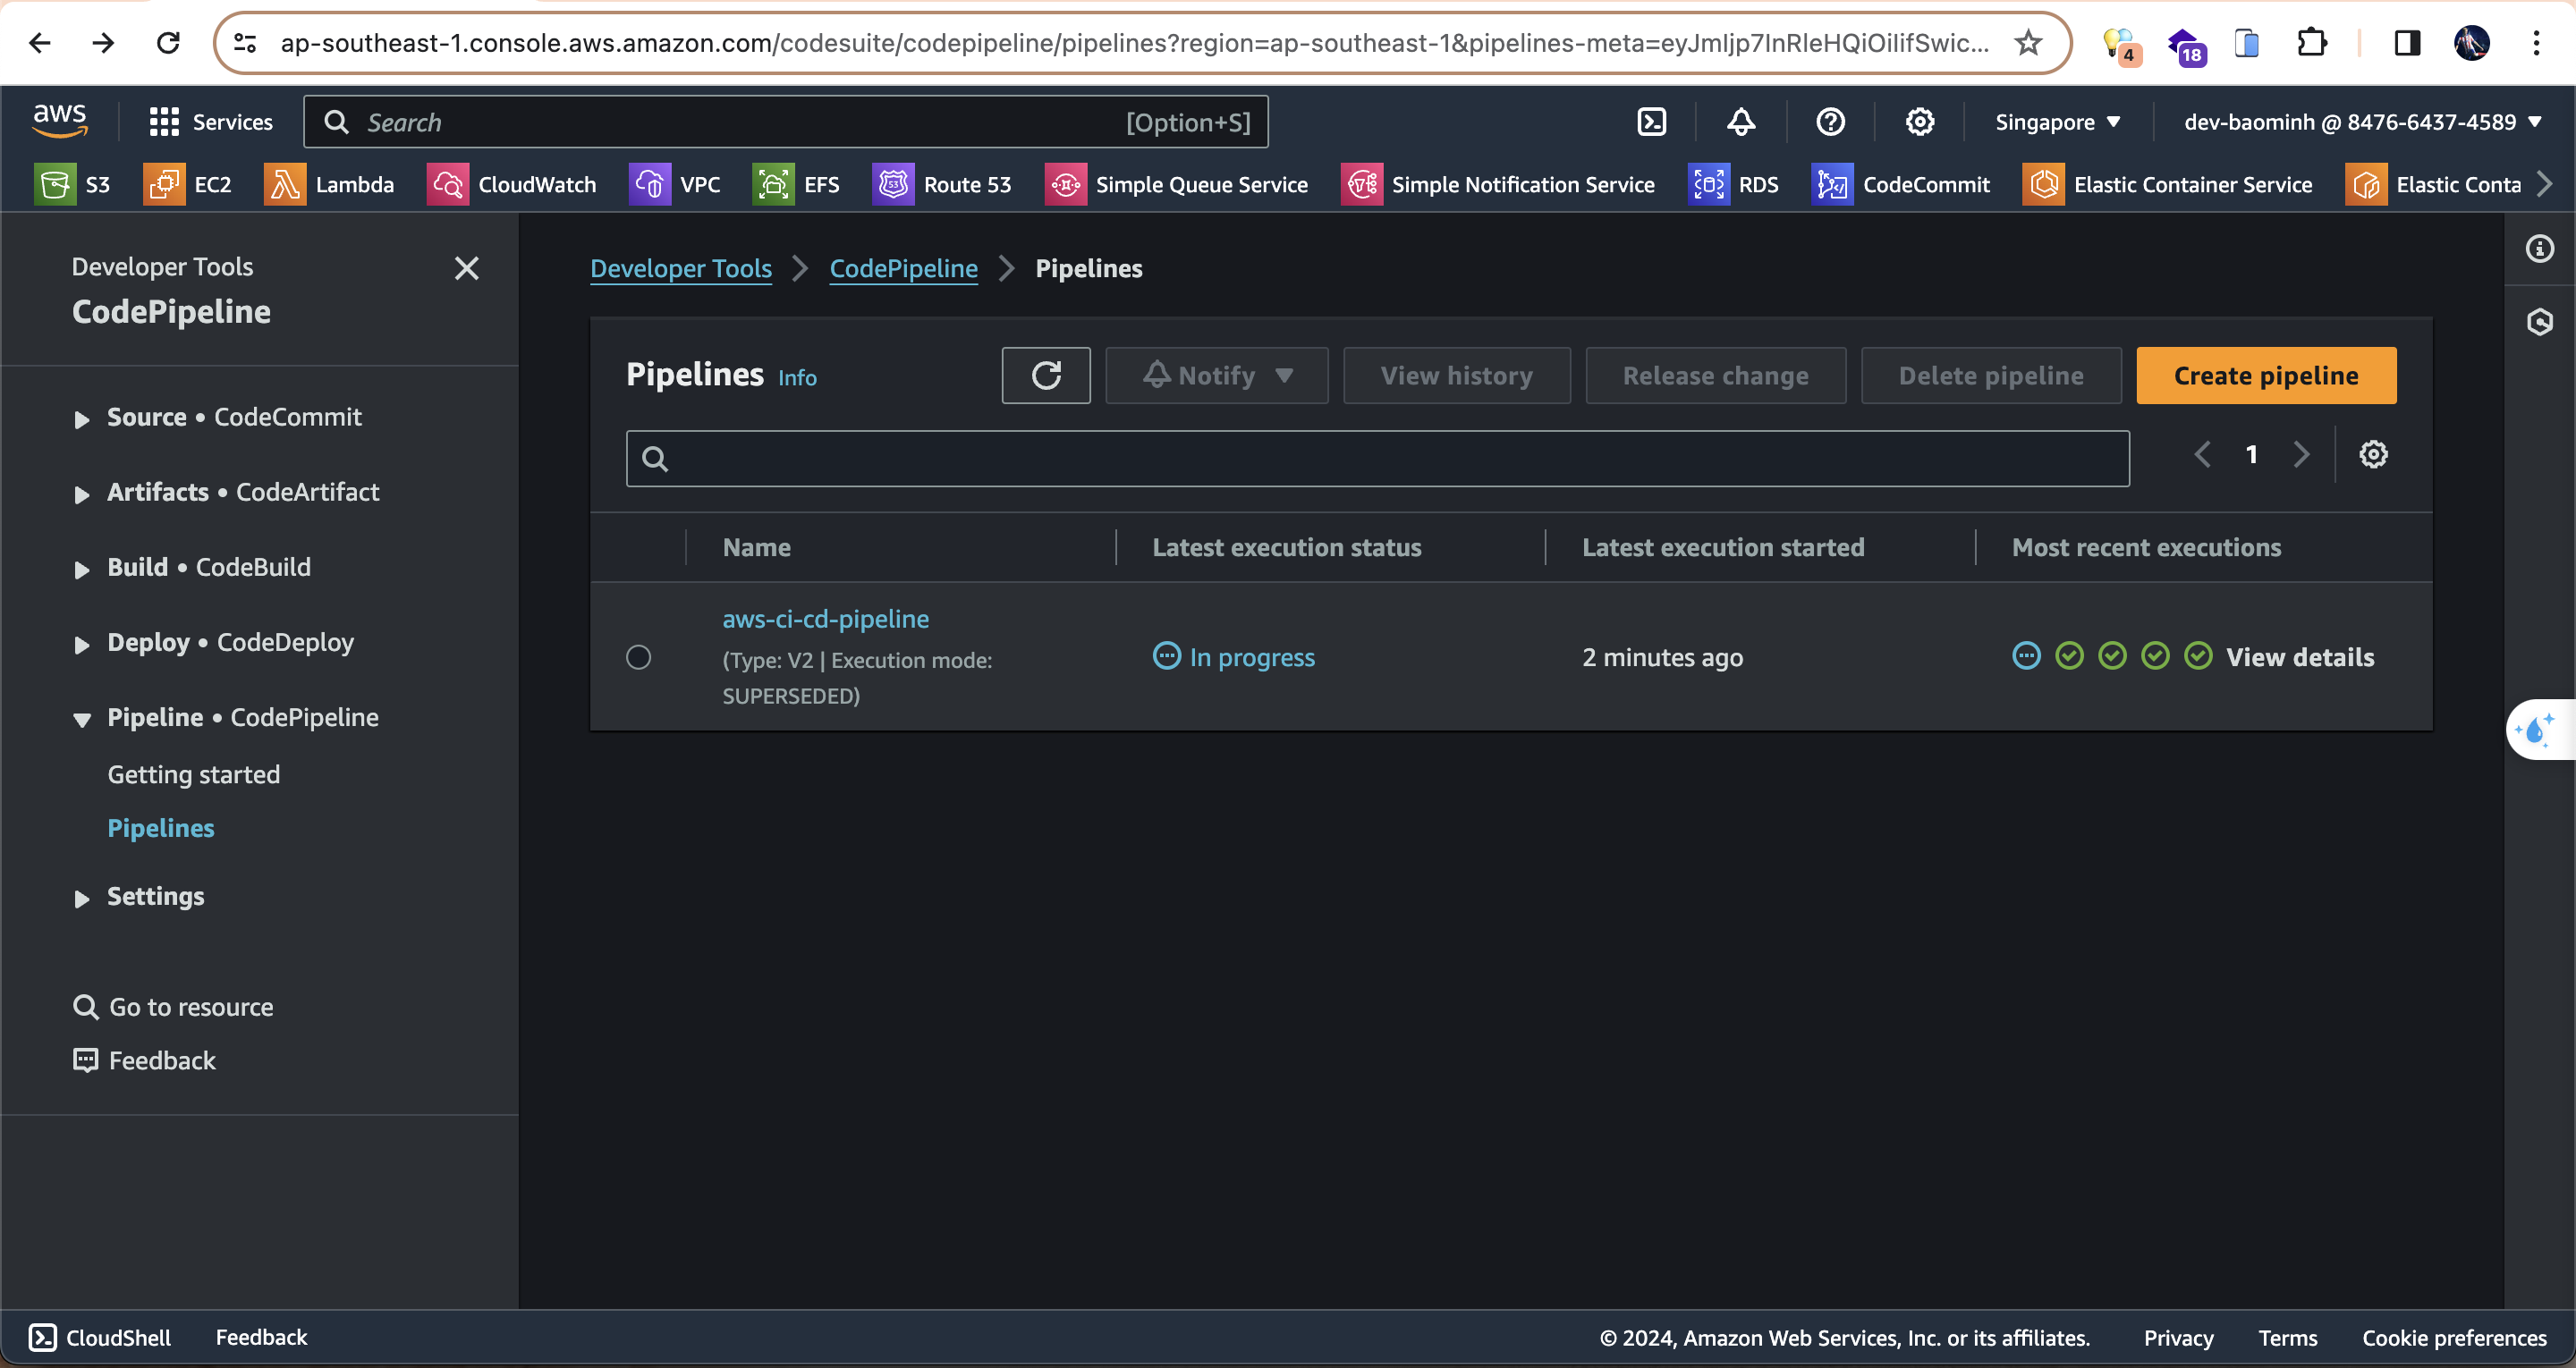 ap-southeast-1.console.aws.amazon.com/codesuite/codepipeline/pipelines?region=ap-southeast-1&pipelines-meta=eyJmIjp7InRleHQiOiIifSwic...
4
18
aws
Services
Search
[Option+S]
Singapore
dev-baominh @ 8476-6437-4589
S3
EC2
Lambda
CloudWatch
VPC
EFS
53
Route 53
Simple Queue Service
Simple Notification Service
RDS
CodeCommit
Elastic Container Service
Elastic Conta
Developer Tools
CodePipeline
Source • CodeCommit
Artifacts • CodeArtifact
Build • CodeBuild
Deploy • CodeDeploy
Pipeline • CodePipeline
Getting started
Pipelines
Settings
Go to resource
Feedback
Developer Tools
CodePipeline
Pipelines
Pipelines Info
Notify
View history
Release change
Delete pipeline
Create pipeline
1
Name
Latest execution status
Latest execution started
Most recent executions
aws-ci-cd-pipeline
(Type: V2 | Execution mode:
SUPERSEDED)
In progress
2 minutes ago
View details
CloudShell
Feedback
© 2024, Amazon Web Services, Inc. or its affiliates.
Privacy
Terms
Cookie preferences